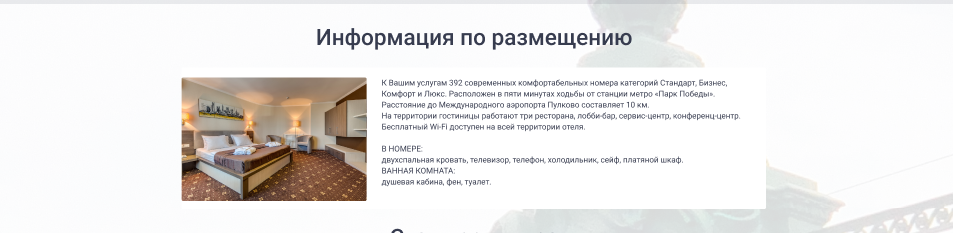 Информация по размещению
К Вашим услугам 392 современных комфортабельных номера категорий Стандарт, Бизнес,
Комфорт и Люкс. Расположен в пяти минутах ходьбы от станции метро «Парк Победы».
Расстояние до Международного аэропорта Пулково составляет 10 км.
На территории гостиницы работают три ресторана, лобби-бар, сервис-центр, конференц-центр.
Бесплатный Wi-Fi доступен на всей территории отеля.
В НОМЕРЕ:
двухспальная кровать, телевизор, телефон, холодильник, сейф, платяной шкаф.
ВАННАЯ КОМНАТА:
душевая кабина, фен, туалет.